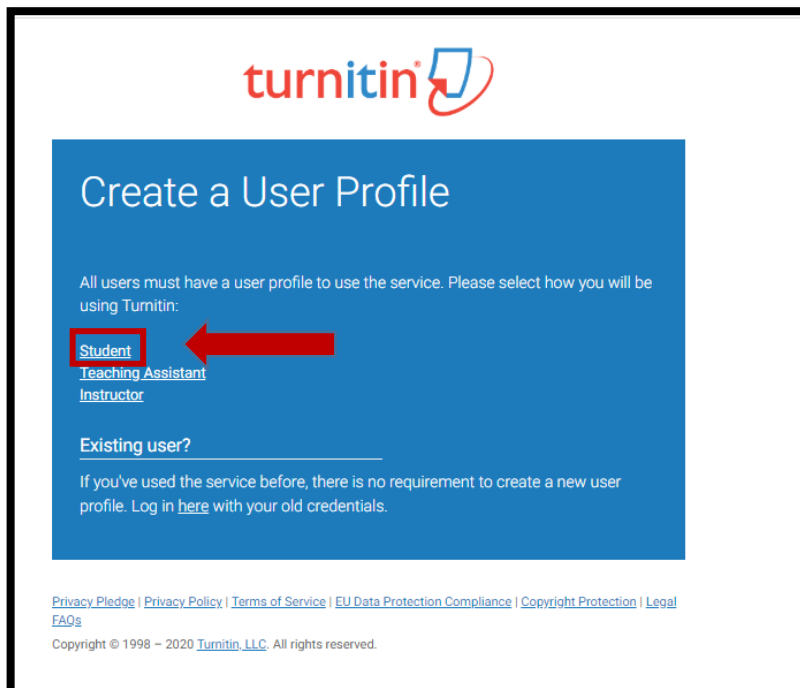 turnitin®
Create a User Profile
All users must have a user profile to use the service. Please select how you will be
using Turnitin:
Student
Teaching Assistant
Instructor
Existing user?
If you've used the service before, there is no requirement to create a new user
profile. Log in here with your old credentials.
Privacy Pledge | Privacy Policy | Terms of Service | EU Data Protection Compliance | Copyright Protection | Legal
FAQs
Copyright © 1998 – 2020 Turnitin, LLC. All rights reserved.